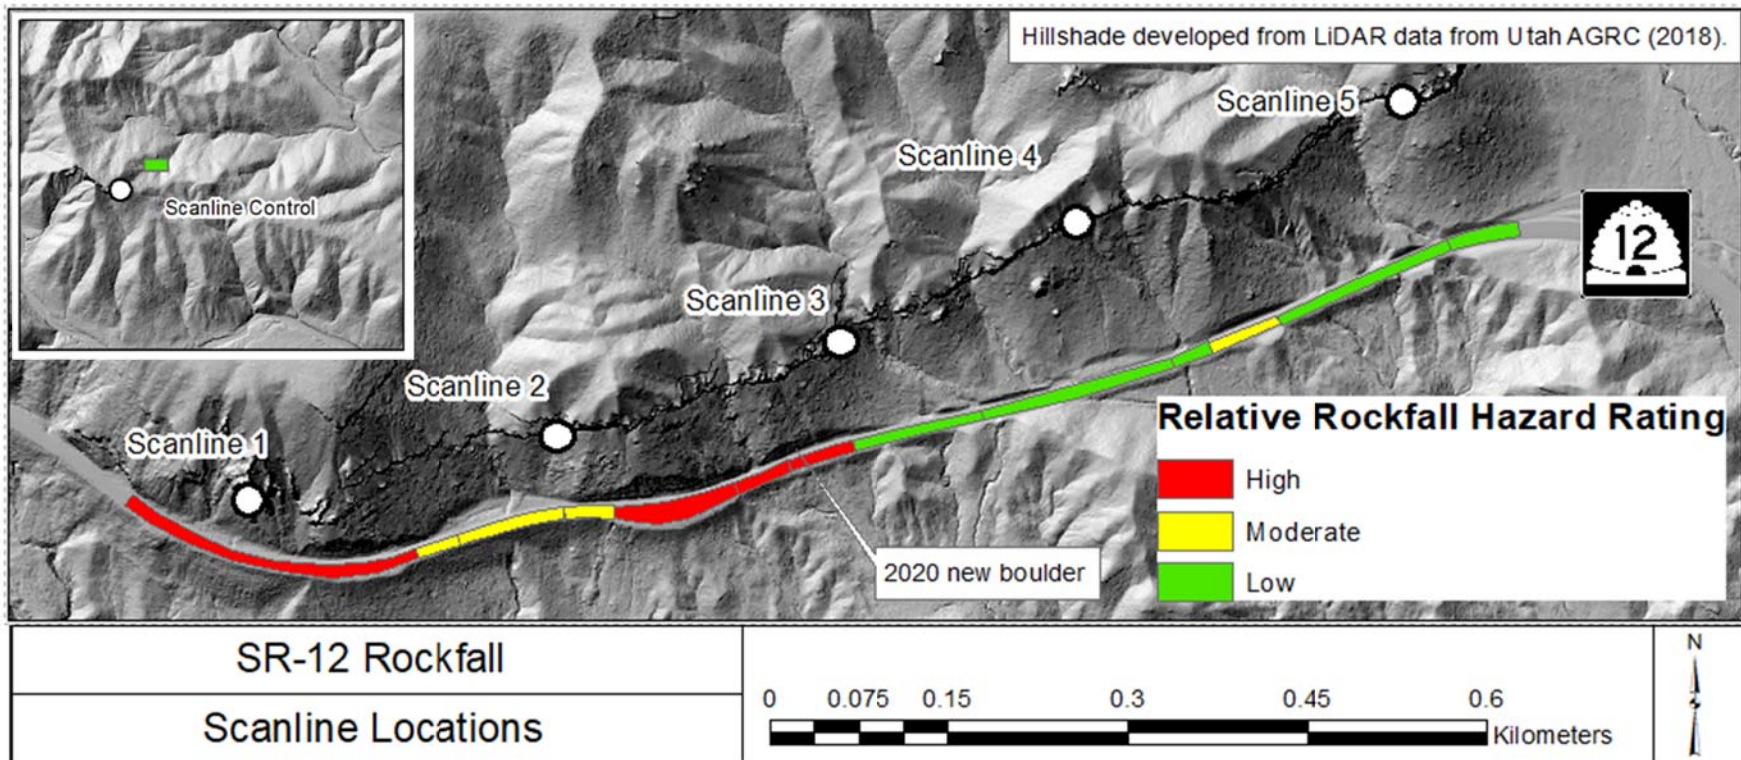 Hillshade developed from LiDAR data from Utah AGRC (2018).
Scanline Control
Scanline 5
Scanline 4
12
Scanline 3
Scanline 2
Scanline 1
Relative Rockfall Hazard Rating
High
Moderate
Low
2020 new boulder
SR-12 Rockfall
Scanline Locations
0 0.075 0.15 0.3 0.45 0.6
Kilometers
N